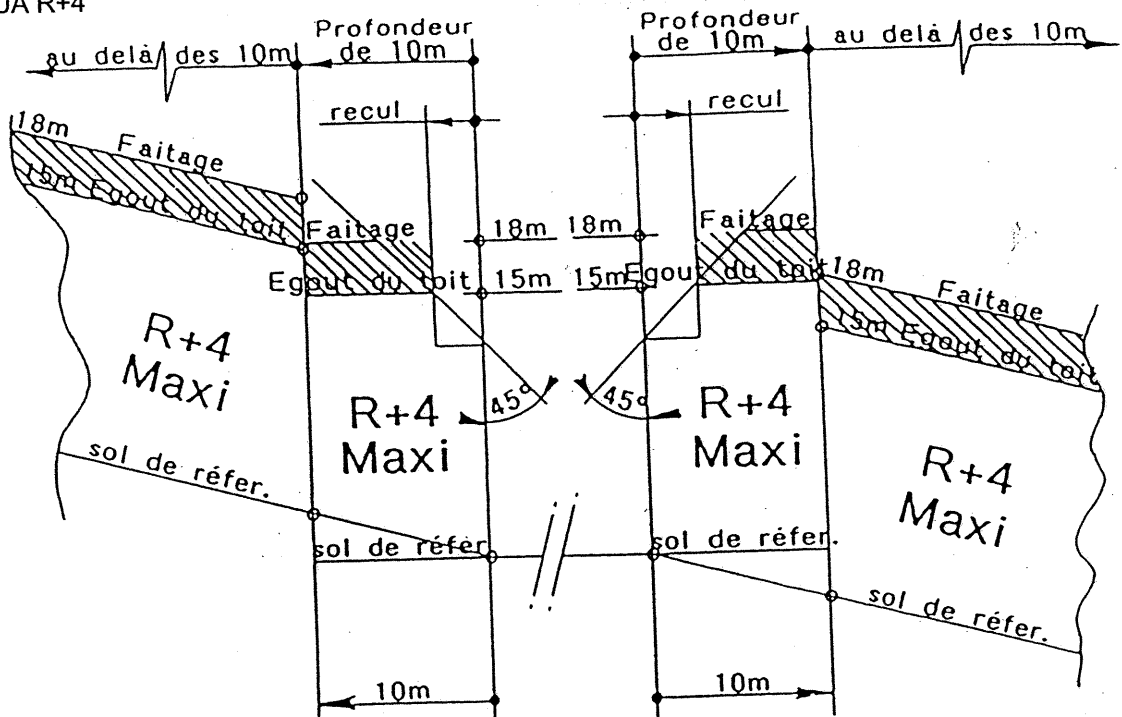 UA R+4
Profondeur
de 10m
Profondeur
de 10m
au delà des 10m
au delà des 10m
recul
recul
18m
Faitage
15m Egout du toit
Faitage
18m
18m
Faitage
Egout du toit
15m
15m
Egout du toit
18m
Faitage
15m Egout du toit
R+4
Maxi
R+4
Maxi
45°
45°
R+4
Maxi
R+4
Maxi
sol de réfer.
sol de réfer
sol de réfer.
sol de réfer.
10m
10m